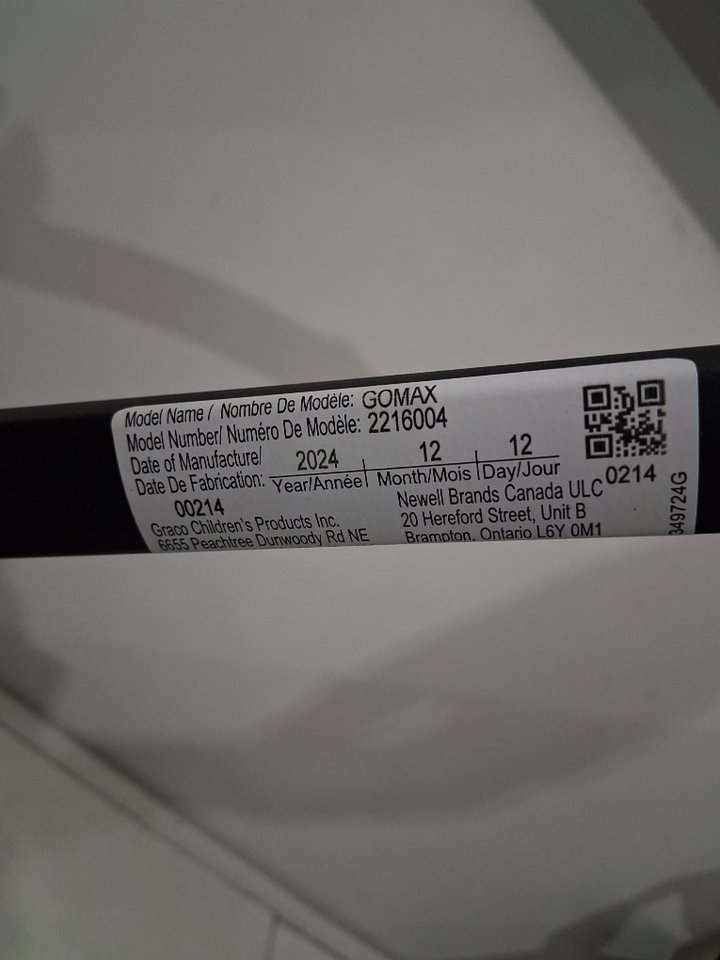 Model Name / Nombre De Modèle: GOMAX
Model Number/ Numéro De Modèle: 2216004
Date of Manufacture/
Date De Fabrication:
2024 12 12
Year/Année Month/Mois Day/Jour
00214
Graco Children's Products Inc.
6655 Peachtree Dunwoody Rd NE
Newell Brands Canada ULC
20 Hereford Street, Unit B
Brampton, Ontario L6Y 0M1
0214
349724G